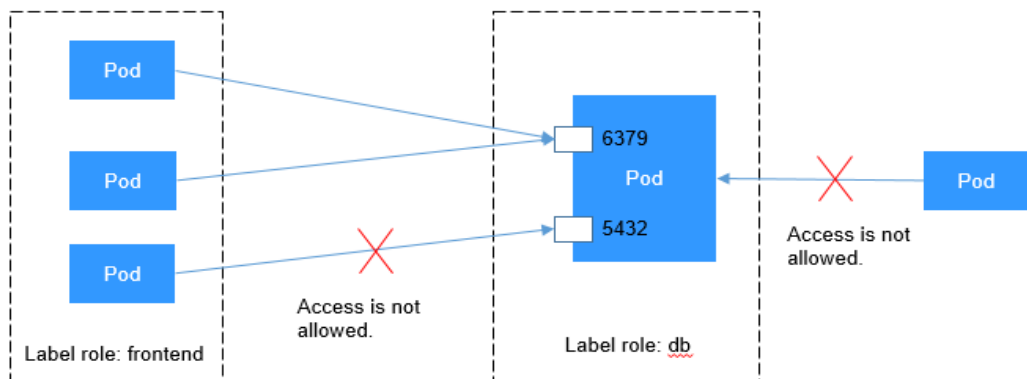 Pod
Pod
Pod
Access is not
allowed.
Label role: frontend
6379
Pod
5432
Label role: db
Pod
Access is not
allowed.